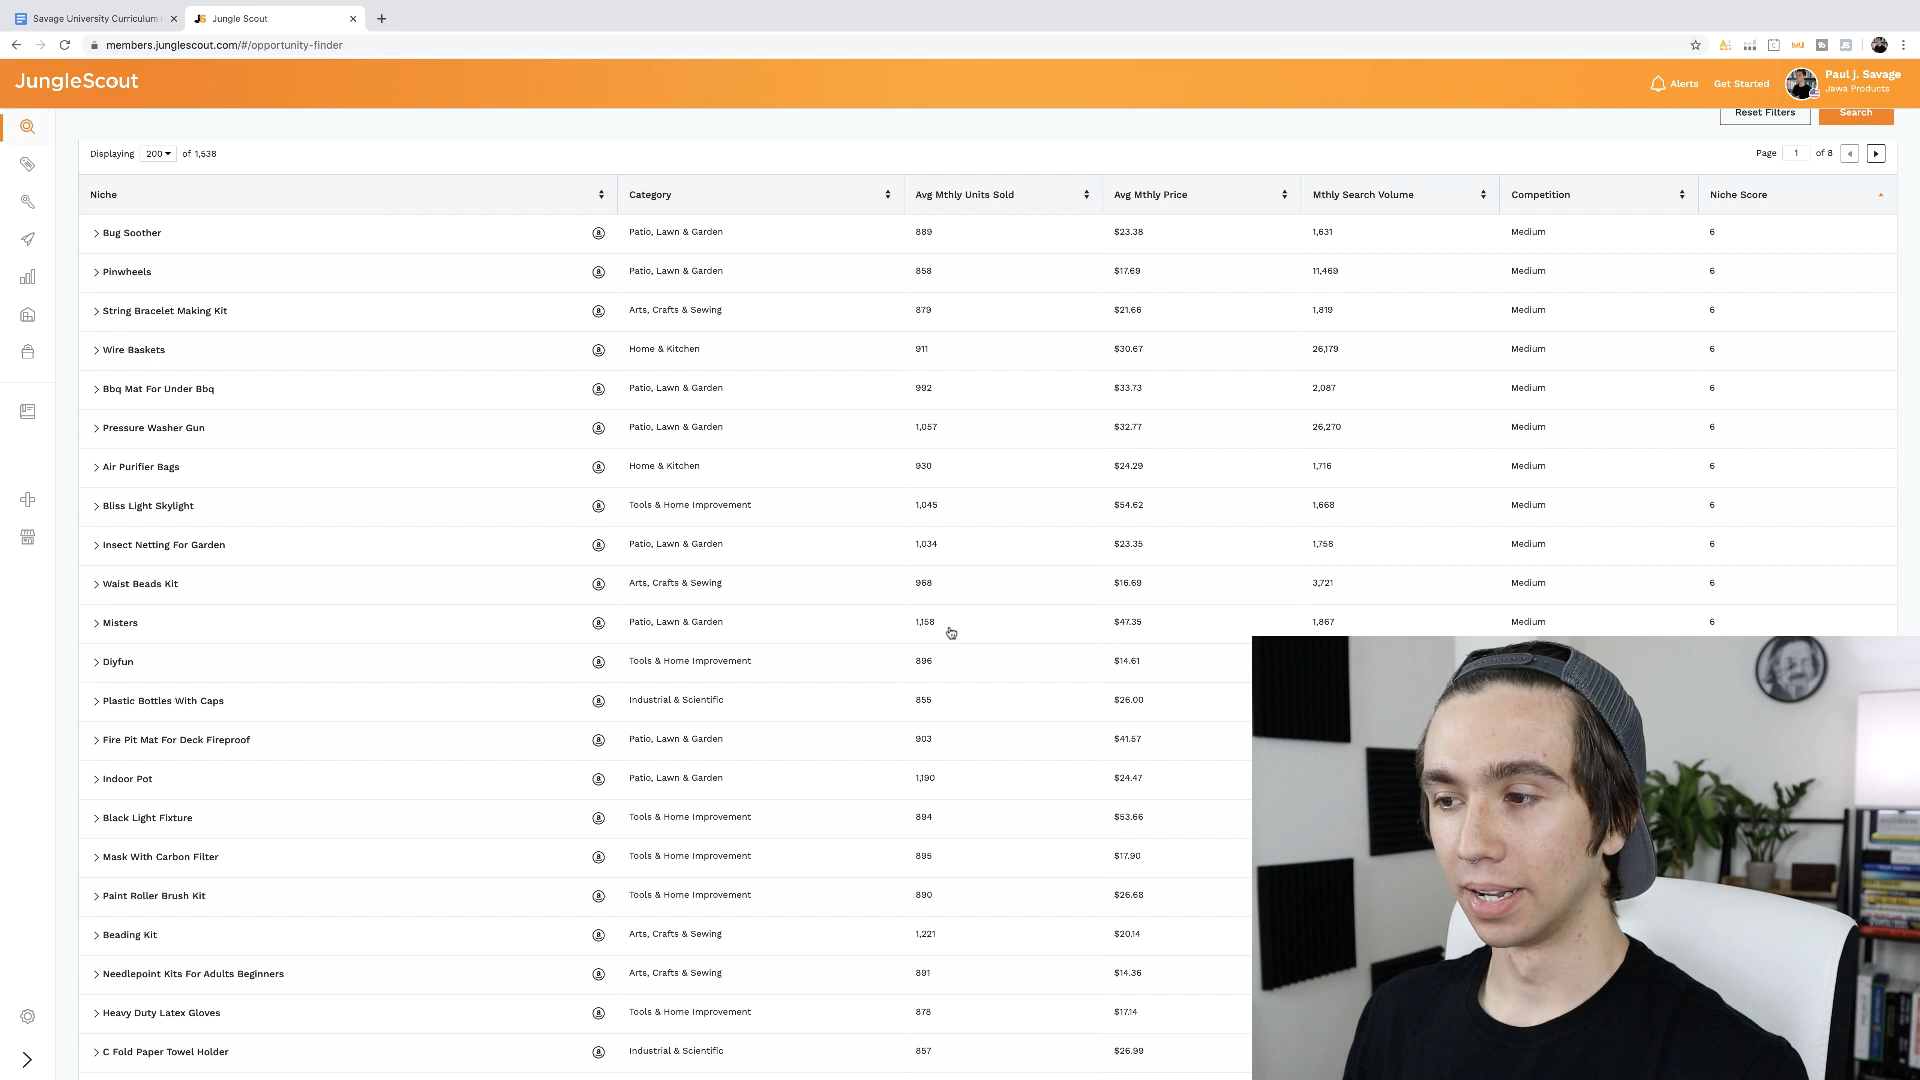 Savage University Curriculum
Jungle Scout
members.junglescout.com/#/opportunity-finder
JungleScout
Alerts
Get Started
Paul j. Savage
Jawa Products
Reset Filters
Search
Displaying 200 of 1,538
Page 1 of 8
Niche Category Avg Mthly Units Sold Avg Mthly Price Mthly Search Volume Competition Niche Score
Bug Soother Patio, Lawn & Garden 889 $23.38 1,631 Medium 6
Pinwheels Patio, Lawn & Garden 858 $17.69 11,469 Medium 6
String Bracelet Making Kit Arts, Crafts & Sewing 879 $21.66 1,819 Medium 6
Wire Baskets Home & Kitchen 911 $30.67 26,179 Medium 6
Bbq Mat For Under Bbq Patio, Lawn & Garden 992 $33.73 2,087 Medium 6
Pressure Washer Gun Patio, Lawn & Garden 1,057 $32.77 26,270 Medium 6
Air Purifier Bags Home & Kitchen 930 $24.29 1,716 Medium 6
Bliss Light Skylight Tools & Home Improvement 1,045 $54.62 1,668 Medium 6
Insect Netting For Garden Patio, Lawn & Garden 1,034 $23.35 1,758 Medium 6
Waist Beads Kit Arts, Crafts & Sewing 968 $16.69 3,721 Medium 6
Misters Patio, Lawn & Garden 1,158 $47.35 1,867 Medium 6
Diyfun Tools & Home Improvement 896 $14.61
Plastic Bottles With Caps Industrial & Scientific 855 $26.00
Fire Pit Mat For Deck Fireproof Patio, Lawn & Garden 903 $41.57
Indoor Pot Patio, Lawn & Garden 1,190 $24.47
Black Light Fixture Tools & Home Improvement 894 $53.66
Mask With Carbon Filter Tools & Home Improvement 895 $17.90
Paint Roller Brush Kit Tools & Home Improvement 890 $26.68
Beading Kit Arts, Crafts & Sewing 1,221 $20.14
Needlepoint Kits For Adults Beginners Arts, Crafts & Sewing 891 $14.36
Heavy Duty Latex Gloves Tools & Home Improvement 878 $17.14
C Fold Paper Towel Holder Industrial & Scientific 857 $26.99